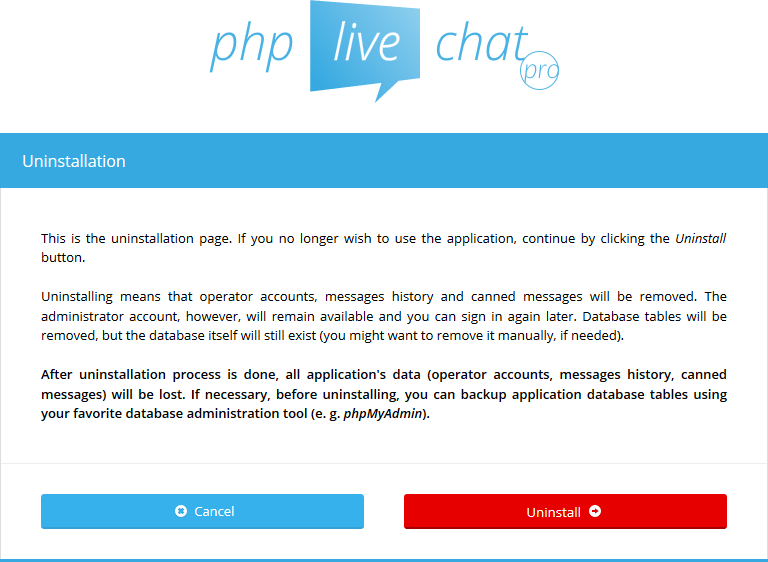 php live chat pro
Uninstallation
This is the uninstallation page. If you no longer wish to use the application, continue by clicking the Uninstall
button.
Uninstalling means that operator accounts, messages history and canned messages will be removed. The
administrator account, however, will remain available and you can sign in again later. Database tables will be
removed, but the database itself will still exist (you might want to remove it manually, if needed).
After uninstallation process is done, all application's data (operator accounts, messages history, canned
messages) will be lost. If necessary, before uninstalling, you can backup application database tables using
your favorite database administration tool (e. g. phpMyAdmin).
Cancel
Uninstall